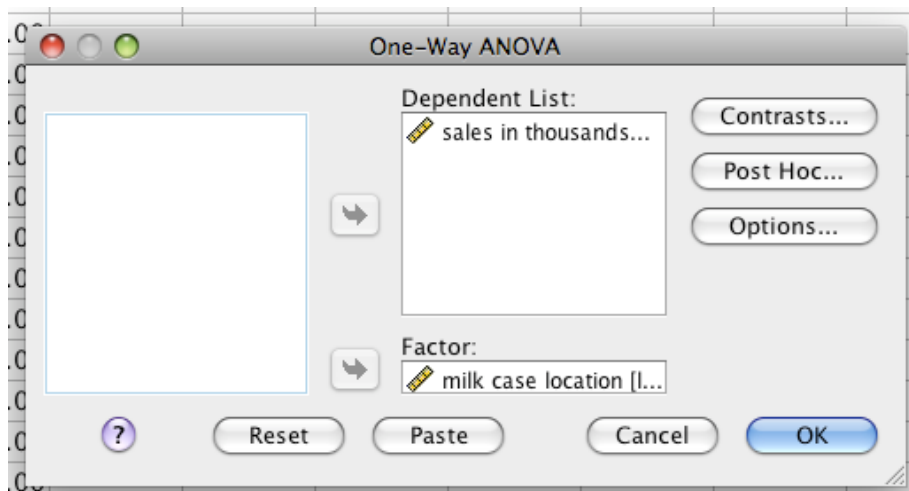 One-Way ANOVA
Dependent List:
sales in thousands...
Contrasts...
Post Hoc...
Options...
Factor:
milk case location [l...
?
Reset
Paste
Cancel
OK